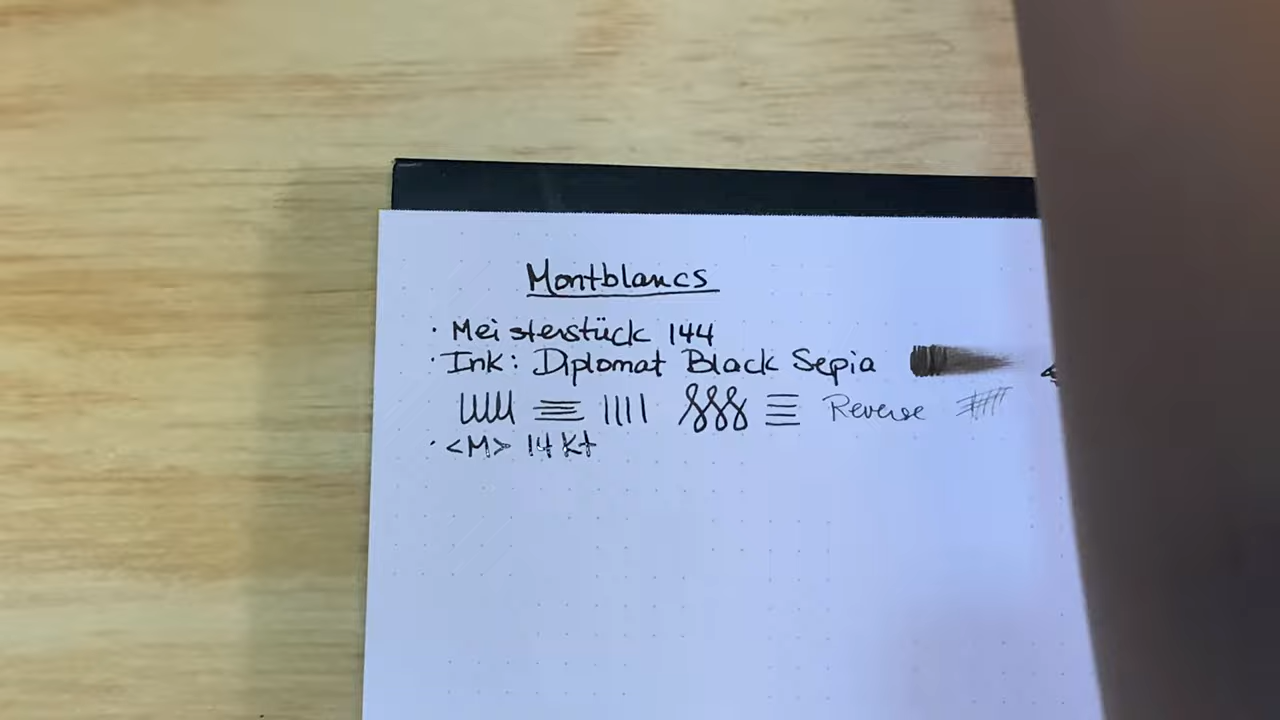 Montblancs
· Meisterstück 144
· Ink: Diplomat Black Sepia
Reverse
· <M> 14 Kt